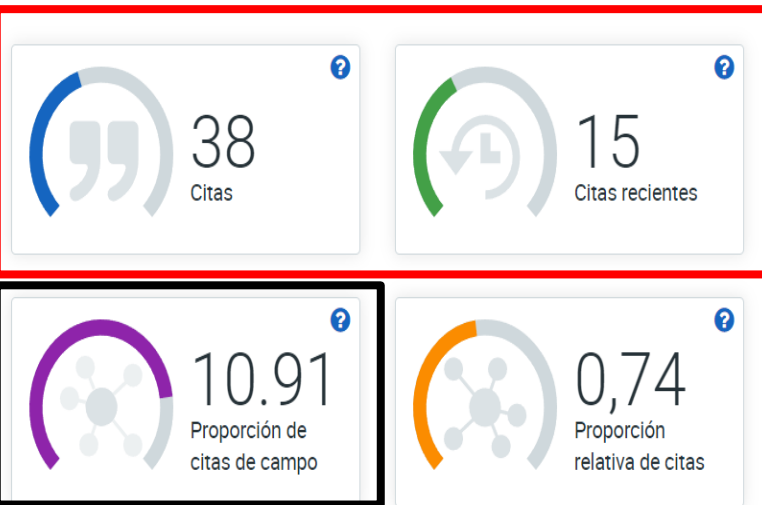 38
Citas
15
Citas recientes
10.91
Proporción de
citas de campo
0,74
Proporción
relativa de citas